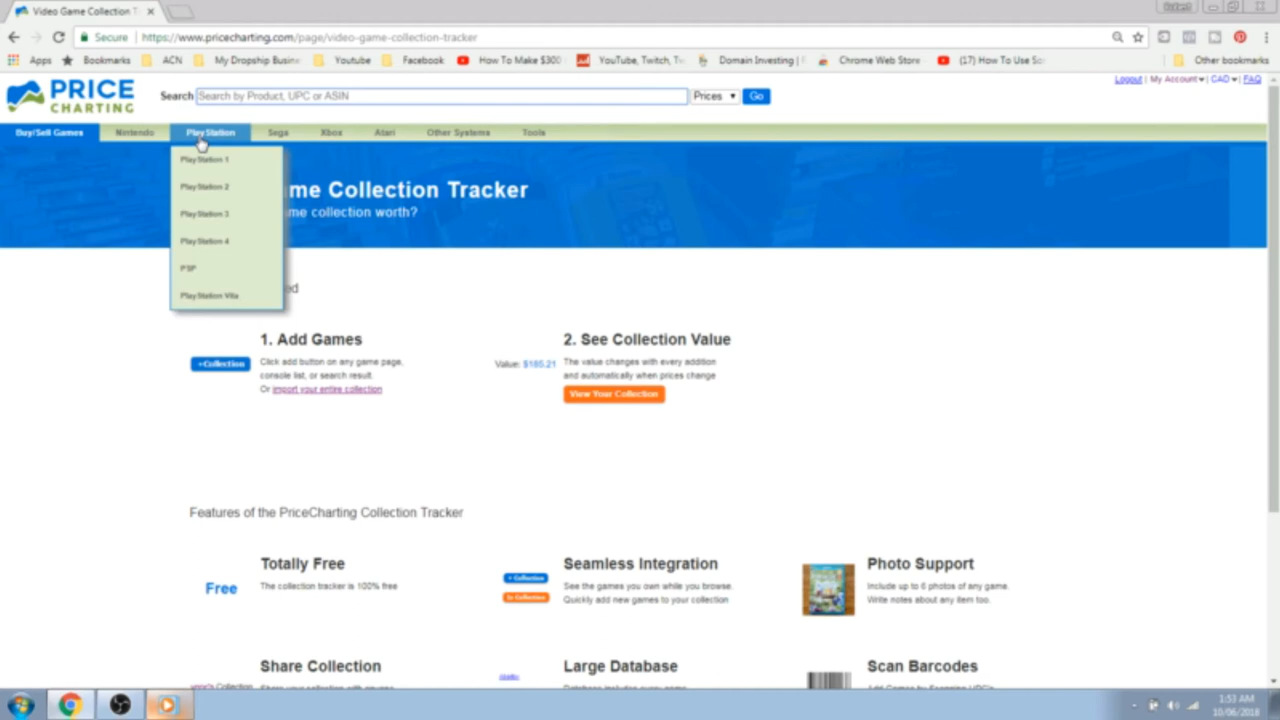 Video Game Collection T
Secure
https://www.pricecharting.com/page/video-game-collection-tracker
Apps
Bookmarks
ACN
My Dropship Busine
Youtube
Facebook
How To Make $300
YouTube, Twitch, Tw
Domain Investing | F
Chrome Web Store
(17) How To Use Sor
Other bookmarks
PRICE
CHARTING
Search
Search by Product, UPC or ASIN
Prices
Go
Logout | My Account | CAD | FAQ
Buy/Sell Games
Nintendo
PlayStation
Sega
Xbox
Atari
Other Systems
Tools
PlayStation 1
PlayStation 2
PlayStation 3
PlayStation 4
PSP
PlayStation Vita
me Collection Tracker
me collection worth?
ed
1. Add Games
+Collection
Click add button on any game page,
console list, or search result.
Or import your entire collection
2. See Collection Value
Value: $185.21
The value changes with every addition
and automatically when prices change
View Your Collection
Features of the PriceCharting Collection Tracker
Free
Totally Free
The collection tracker is 100% free
+ Collection
In Collection
Seamless Integration
See the games you own while you browse.
Quickly add new games to your collection
Photo Support
Include up to 6 photos of any game.
Write notes about any item too.
Share Collection
Large Database
Scan Barcodes
1:53 AM
10/06/2018